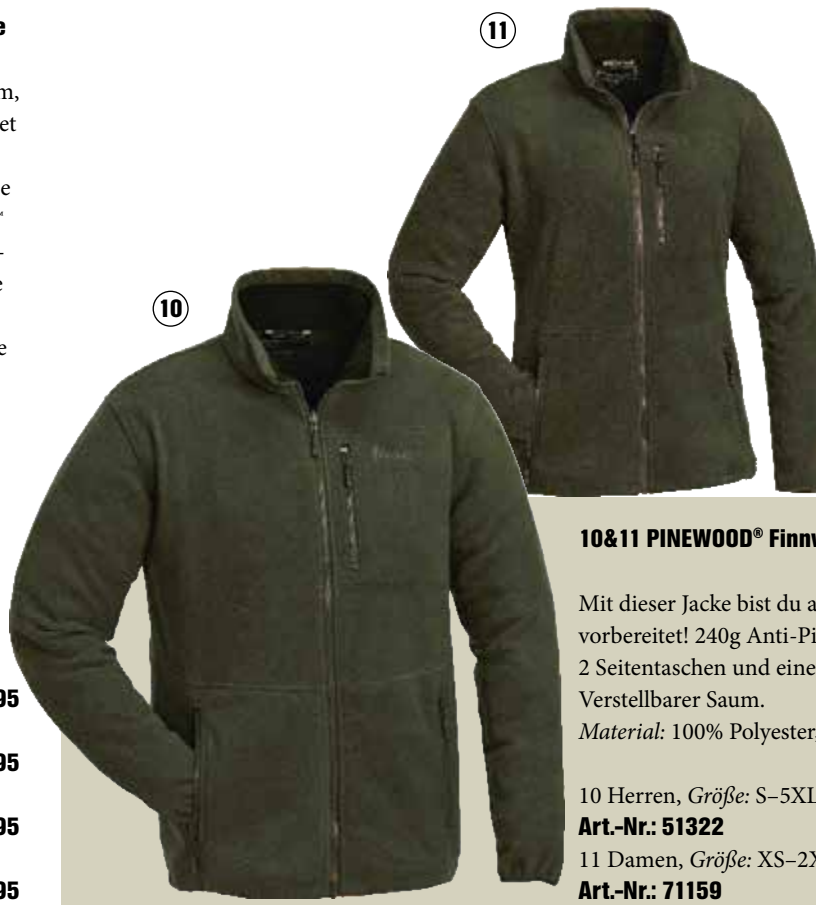 e
m,
et
e
-
e
e
11
10
95
95
95
95
10&11 PINEWOOD® Finnv
Mit dieser Jacke bist du a
vorbereitet! 240g Anti-Pi
2 Seitentaschen und eine
Verstellbarer Saum.
Material: 100% Polyester,
10 Herren, Größe: S–5XL
Art.-Nr.: 51322
11 Damen, Größe: XS–2X
Art.-Nr.: 71159